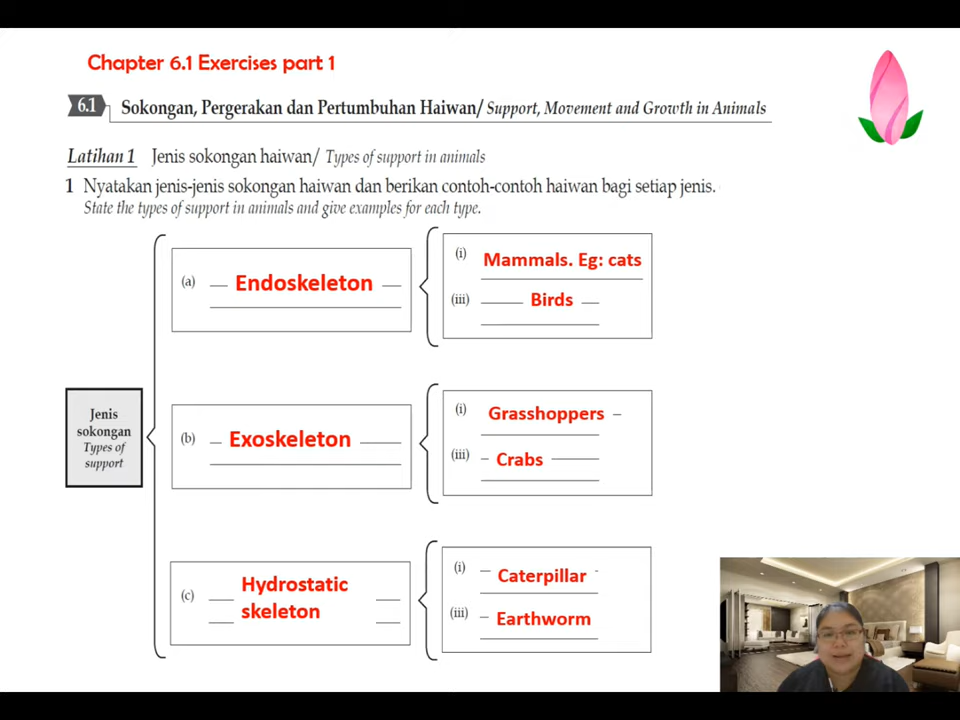 Chapter 6.1 Exercises part 1
6.1 Sokongan, Pergerakan dan Pertumbuhan Haiwan/ Support, Movement and Growth in Animals
Latihan 1 Jenis sokongan haiwan/ Types of support in animals
1 Nyatakan jenis-jenis sokongan haiwan dan berikan contoh-contoh haiwan bagi setiap jenis.
State the types of support in animals and give examples for each type.
(a) Endoskeleton
(i) Mammals. Eg: cats
(iii) Birds
Jenis
sokongan
Types of
support
(b) Exoskeleton
(i) Grasshoppers
(iii) Crabs
(c) Hydrostatic
skeleton
(i) Caterpillar
(iii) Earthworm